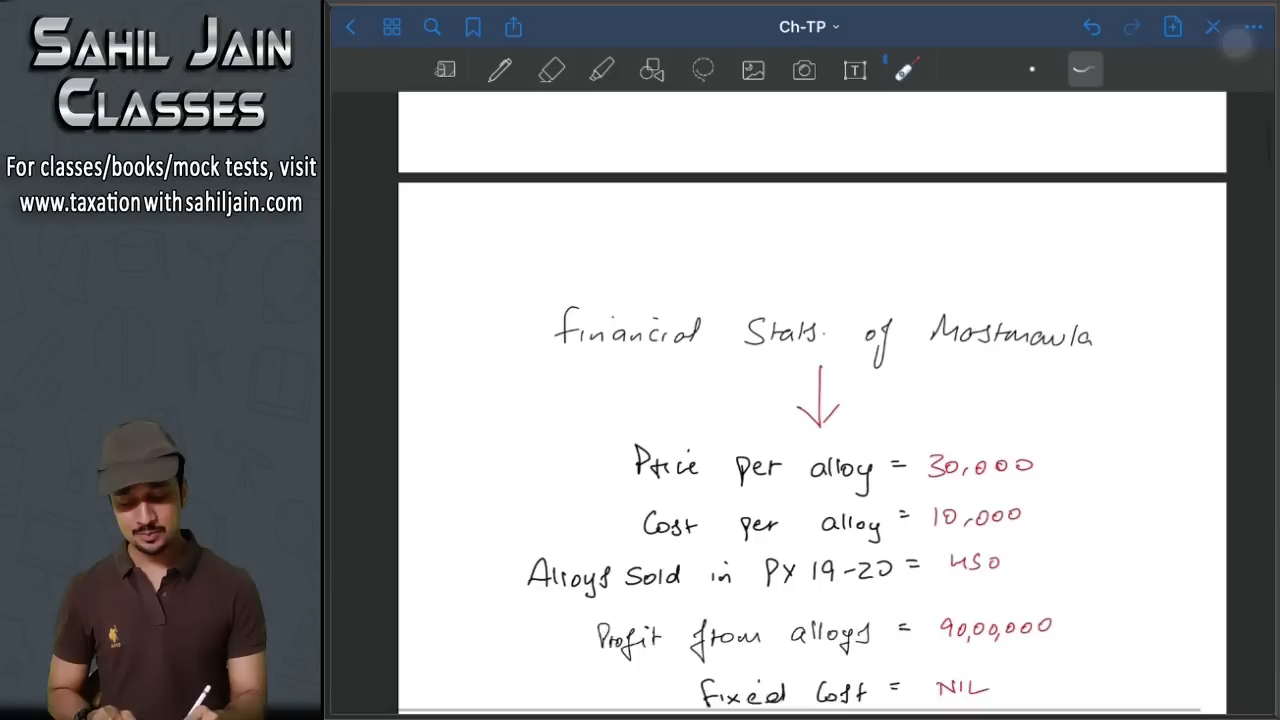 SAHIL JAIN
CLASSES
For classes/books/mock tests, visit
www.taxationwithsahiljain.com
Ch-TP
T
Financial Stats. of Mastmaula
Price per alloy = 30,000
Cost per alloy = 10,000
Alloys Sold in PY 19-20 = 450
Profit from alloys = 90,00,000
Fixed Cost = NIL